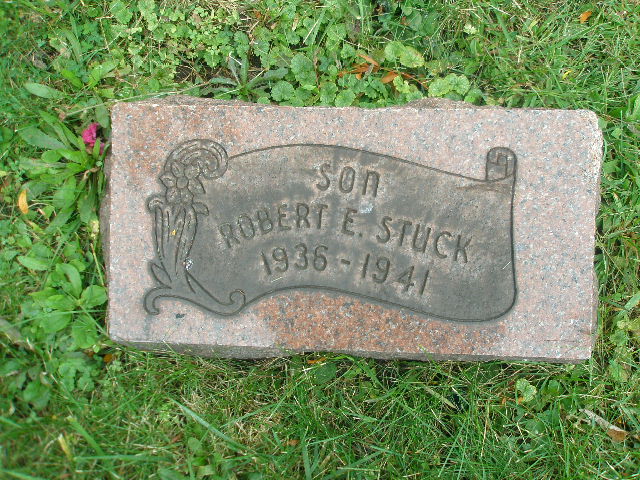 Son
ROBERT E. STUCK
1936 - 1941